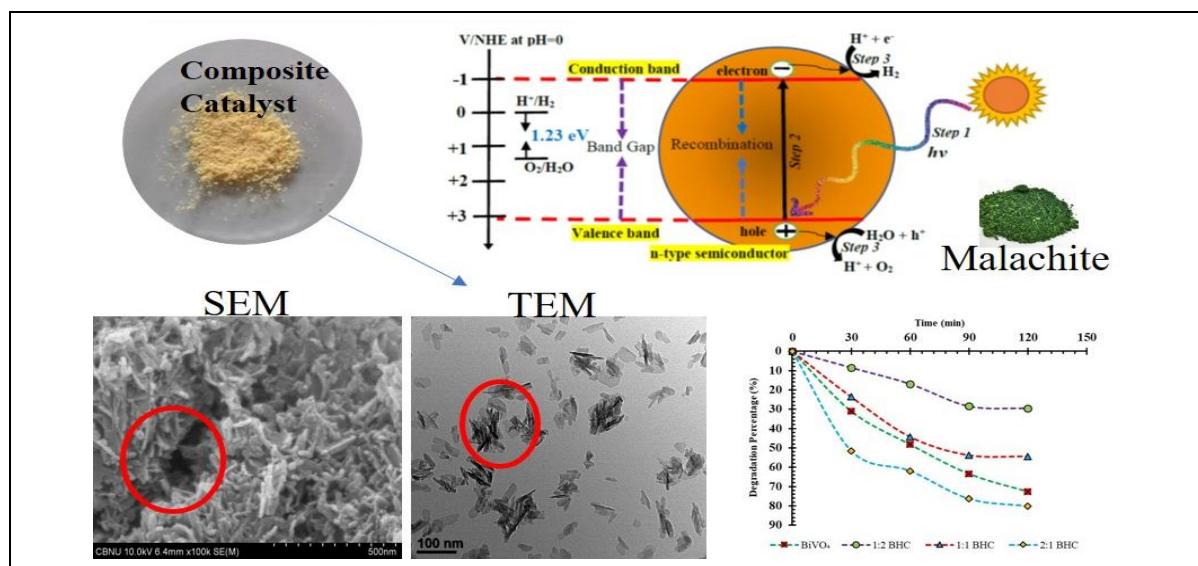 Composite
Catalyst
V/NHE at pH=0
-1
0
+1
+2
+3
H⁺/H₂
1.23 eV
O₂/H₂O
Conduction band
Band Gap
Valence band
electron
Recombination
Step 2
hole
n-type semiconductor
H⁺ + e⁻
Step 3
H₂
Step 1
hv
H₂O + h⁺
Step 3
H⁺ + O₂
Malachite
SEM
CBNU 10.0kV 6.4mm x100k SE(M)
500nm
TEM
100 nm
Time (min)
0 30 60 90 120 150
Degradation Percentage (%)
0
10
20
30
40
50
60
70
80
90
BiVO₄ 1:2 BHC 1:1 BHC 2:1 BHC